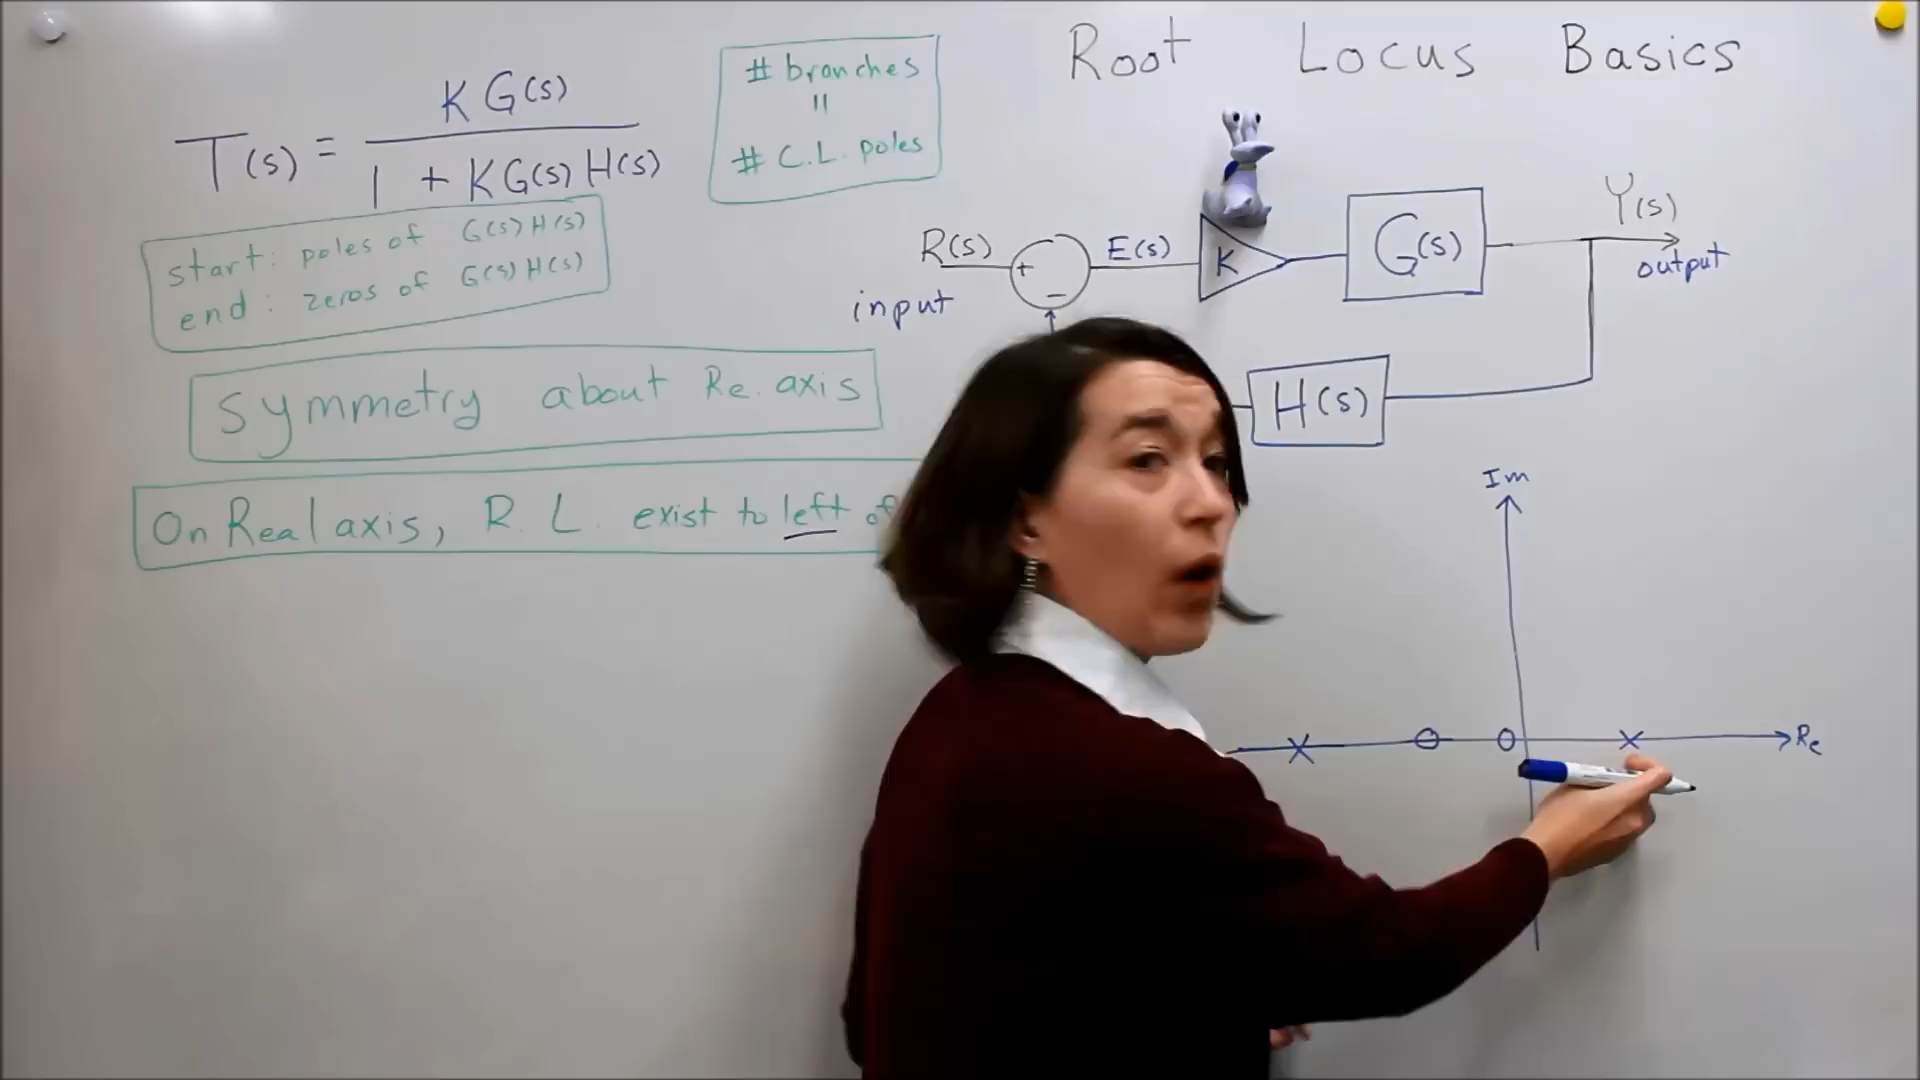 Root Locus Basics
T(s) = KG(s)
1 + KG(s)H(s)
# branches
=
# C.L. poles
start: poles of G(s)H(s)
end: zeros of G(s)H(s)
Symmetry about Re. axis
On Real axis, R.L. exist to left of
R(s)
input
+
−
E(s)
K
G(s)
Y(s)
output
H(s)
Im
Re